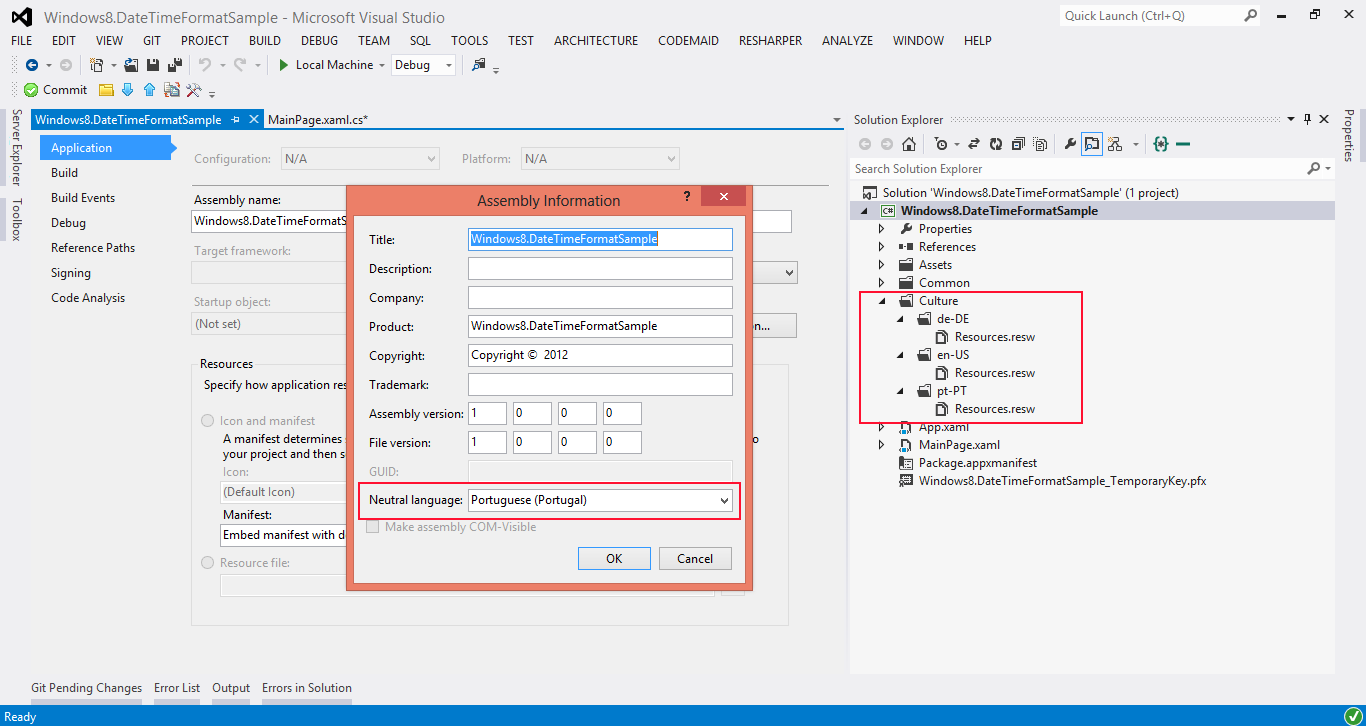 Windows8.DateTimeFormatSample - Microsoft Visual Studio
Quick Launch (Ctrl+Q)
FILE EDIT VIEW GIT PROJECT BUILD DEBUG TEAM SQL TOOLS TEST ARCHITECTURE CODEMAID RESHARPER ANALYZE WINDOW HELP
Local Machine Debug
Commit
Server Explorer
Toolbox
Windows8.DateTimeFormatSample
MainPage.xaml.cs*
Application
Build
Build Events
Debug
Reference Paths
Signing
Code Analysis
Configuration: N/A Platform: N/A
Assembly name:
Windows8.DateTimeFormatS
Target framework:
Startup object:
(Not set)
n...
Resources
Specify how application res
Icon and manifest
A manifest determines
o
your project and then s
Icon:
(Default Icon)
Manifest:
Embed manifest with d
Resource file:
Assembly Information
?
Title: Windows8.DateTimeFormatSample
Description:
Company:
Product: Windows8.DateTimeFormatSample
Copyright: Copyright © 2012
Trademark:
Assembly version: 1 0 0 0
File version: 1 0 0 0
GUID:
Neutral language: Portuguese (Portugal)
Make assembly COM-Visible
OK Cancel
Solution Explorer
Search Solution Explorer
Solution 'Windows8.DateTimeFormatSample' (1 project)
C# Windows8.DateTimeFormatSample
Properties
References
Assets
Common
Culture
de-DE
Resources.resw
en-US
Resources.resw
pt-PT
Resources.resw
App.xaml
MainPage.xaml
Package.appxmanifest
Windows8.DateTimeFormatSample_TemporaryKey.pfx
Properties
Git Pending Changes Error List Output Errors in Solution
Ready